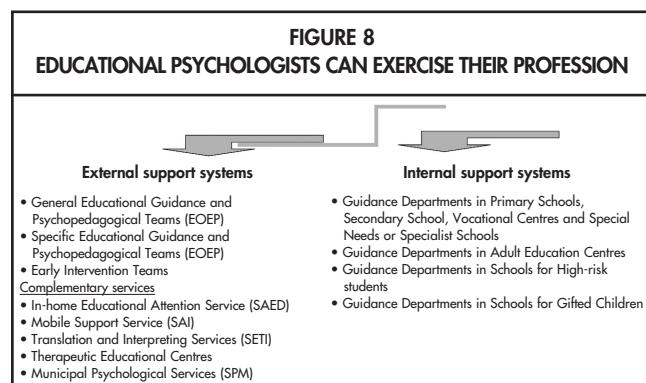 FIGURE 8
EDUCATIONAL PSYCHOLOGISTS CAN EXERCISE THEIR PROFESSION
External support systems
• General Educational Guidance and
Psychopedagogical Teams (EOEP)
• Specific Educational Guidance and
Psychopedagogical Teams (EOEP)
• Early Intervention Teams
Complementary services
• In-home Educational Attention Service (SAED)
• Mobile Support Service (SAI)
• Translation and Interpreting Services (SETI)
• Therapeutic Educational Centres
• Municipal Psychological Services (SPM)
Internal support systems
• Guidance Departments in Primary Schools,
Secondary School, Vocational Centres and Special
Needs or Specialist Schools
• Guidance Departments in Adult Education Centres
• Guidance Departments in Schools for High-risk
students
• Guidance Departments in Schools for Gifted Children